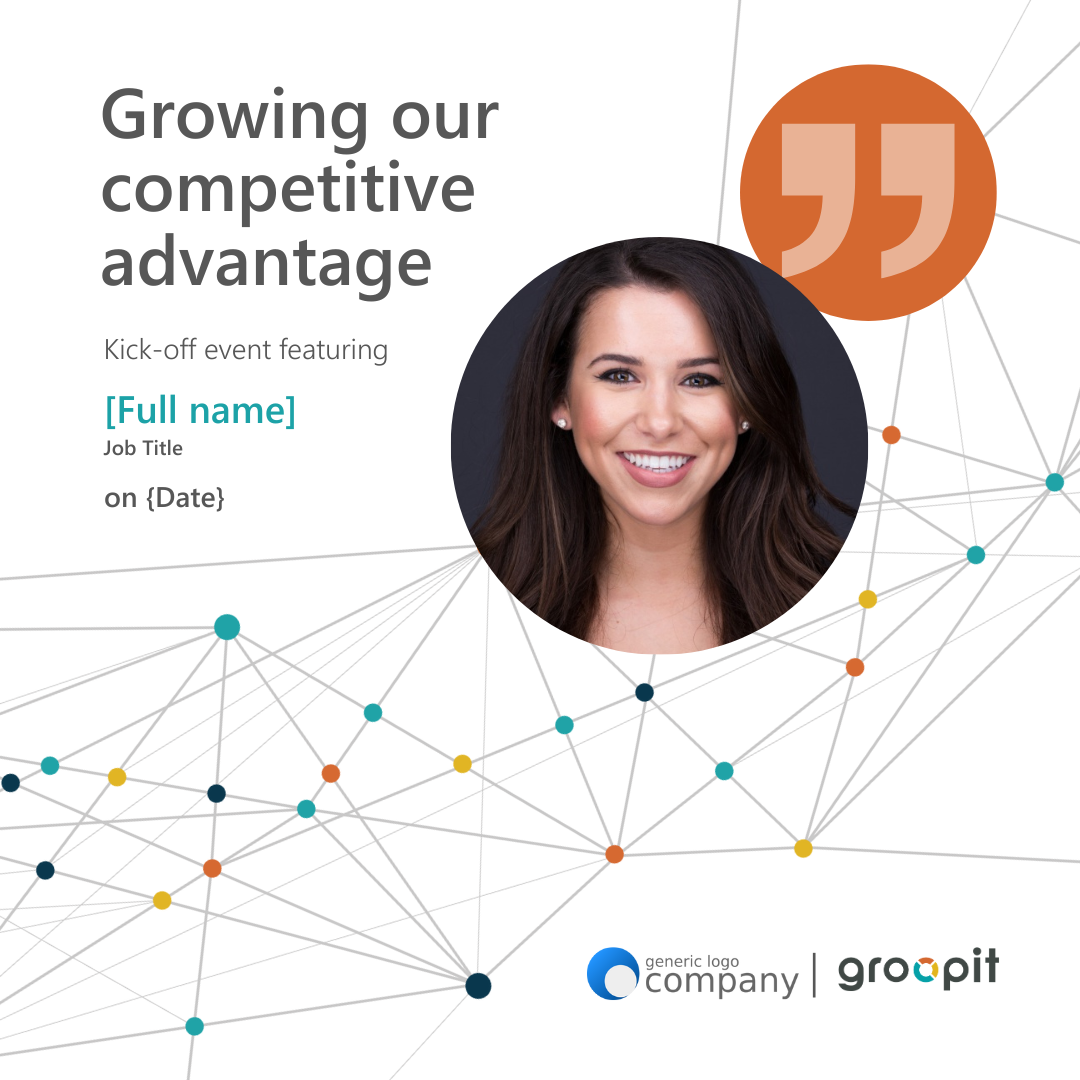 Growing our
competitive
advantage
Kick-off event featuring
[Full name]
Job Title
on {Date}
generic logo
company
groopit